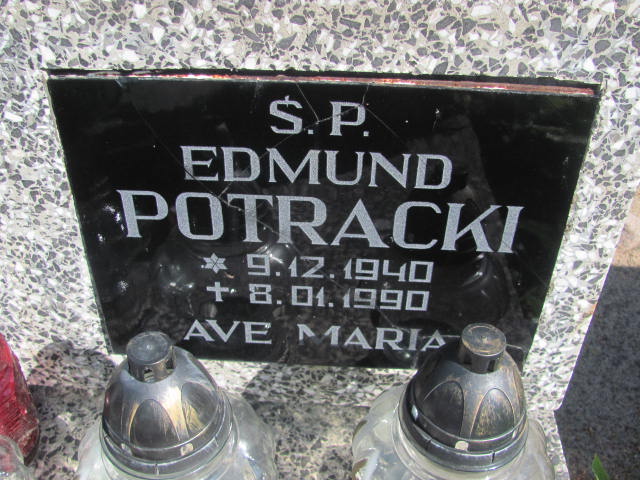 Ś. P.
EDMUND
POTRACKI
* 9.12.1940
+ 8.01.1990
AVE MARIA